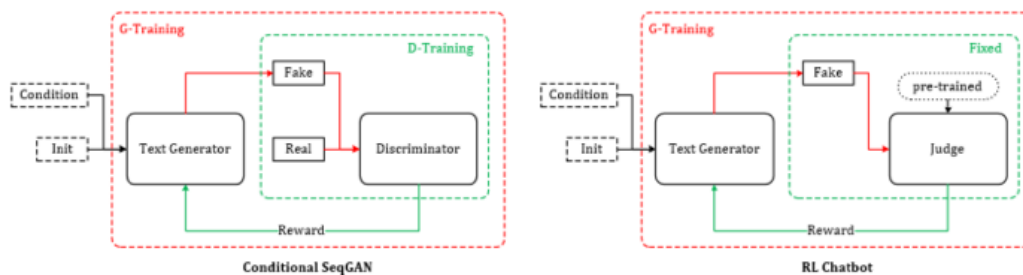 G-Training
D-Training
Condition
Init
Text Generator
Fake
Real
Discriminator
Reward
Conditional SeqGAN
G-Training
Fixed
Condition
Init
Text Generator
Fake
pre-trained
Judge
Reward
RL Chatbot